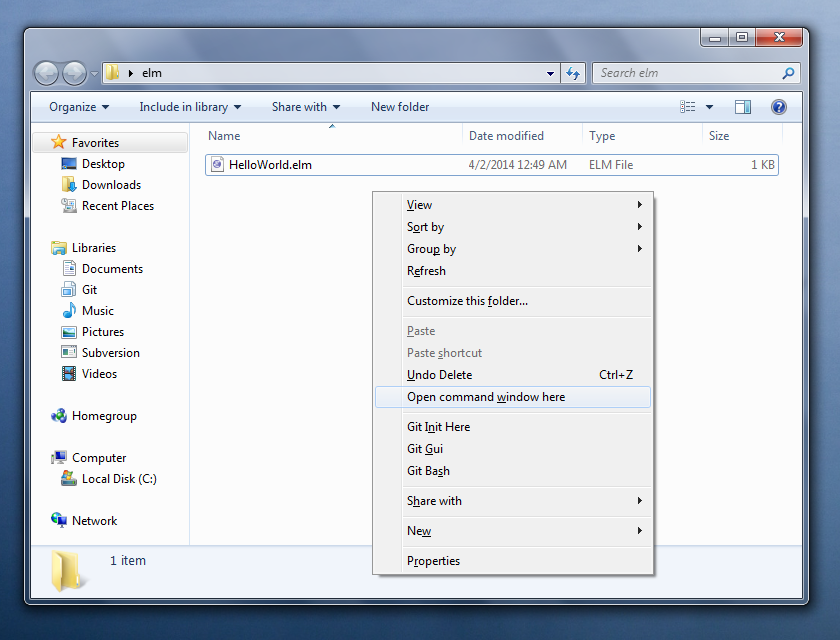 elm
Search elm
Organize Include in library Share with New folder
Favorites
Desktop
Downloads
Recent Places
Libraries
Documents
Git
Music
Pictures
Subversion
Videos
Homegroup
Computer
Local Disk (C:)
Network
Name Date modified Type Size
HelloWorld.elm 4/2/2014 12:49 AM ELM File 1 KB
View
Sort by
Group by
Refresh
Customize this folder...
Paste
Paste shortcut
Undo Delete Ctrl+Z
Open command window here
Git Init Here
Git Gui
Git Bash
Share with
New
Properties
1 item